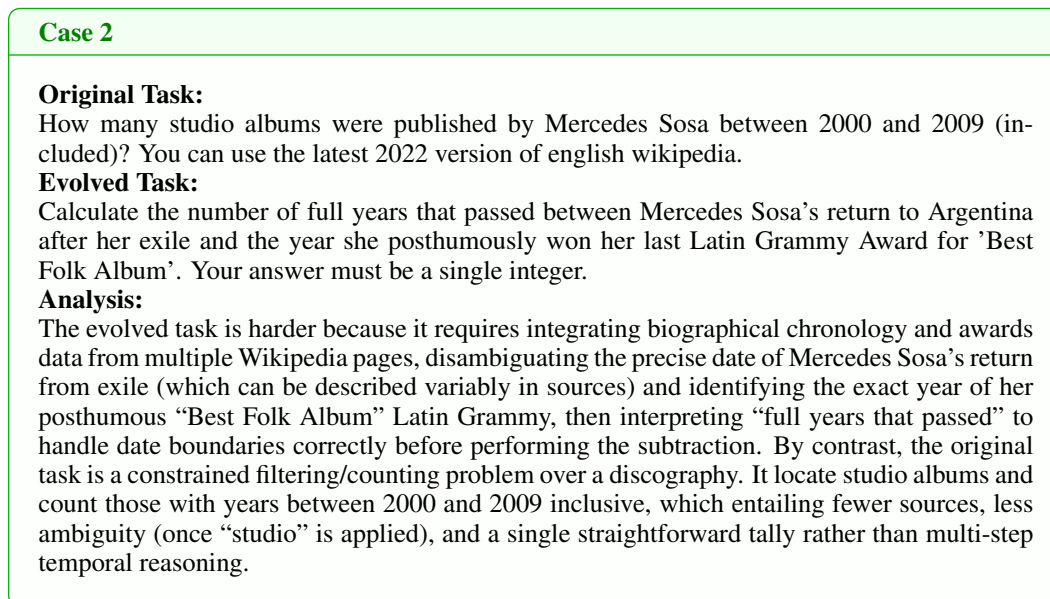 Case 2
Original Task:
How many studio albums were published by Mercedes Sosa between 2000 and 2009 (in-
cluded)? You can use the latest 2022 version of english wikipedia.
Evolved Task:
Calculate the number of full years that passed between Mercedes Sosa's return to Argentina
after her exile and the year she posthumously won her last Latin Grammy Award for 'Best
Folk Album'. Your answer must be a single integer.
Analysis:
The evolved task is harder because it requires integrating biographical chronology and awards
data from multiple Wikipedia pages, disambiguating the precise date of Mercedes Sosa's return
from exile (which can be described variably in sources) and identifying the exact year of her
posthumous “Best Folk Album” Latin Grammy, then interpreting “full years that passed” to
handle date boundaries correctly before performing the subtraction. By contrast, the original
task is a constrained filtering/counting problem over a discography. It locate studio albums and
count those with years between 2000 and 2009 inclusive, which entailing fewer sources, less
ambiguity (once “studio” is applied), and a single straightforward tally rather than multi-step
temporal reasoning.